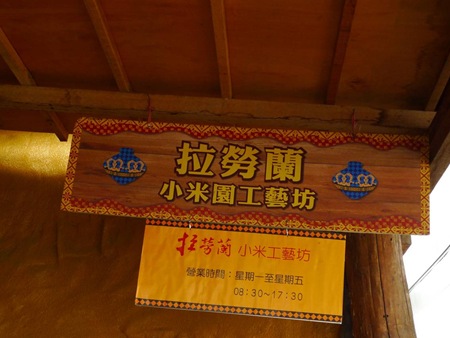 拉勞蘭
小米園工藝坊
拉勞蘭 小米工藝坊
營業時間：星期一至星期五
08:30~17:30